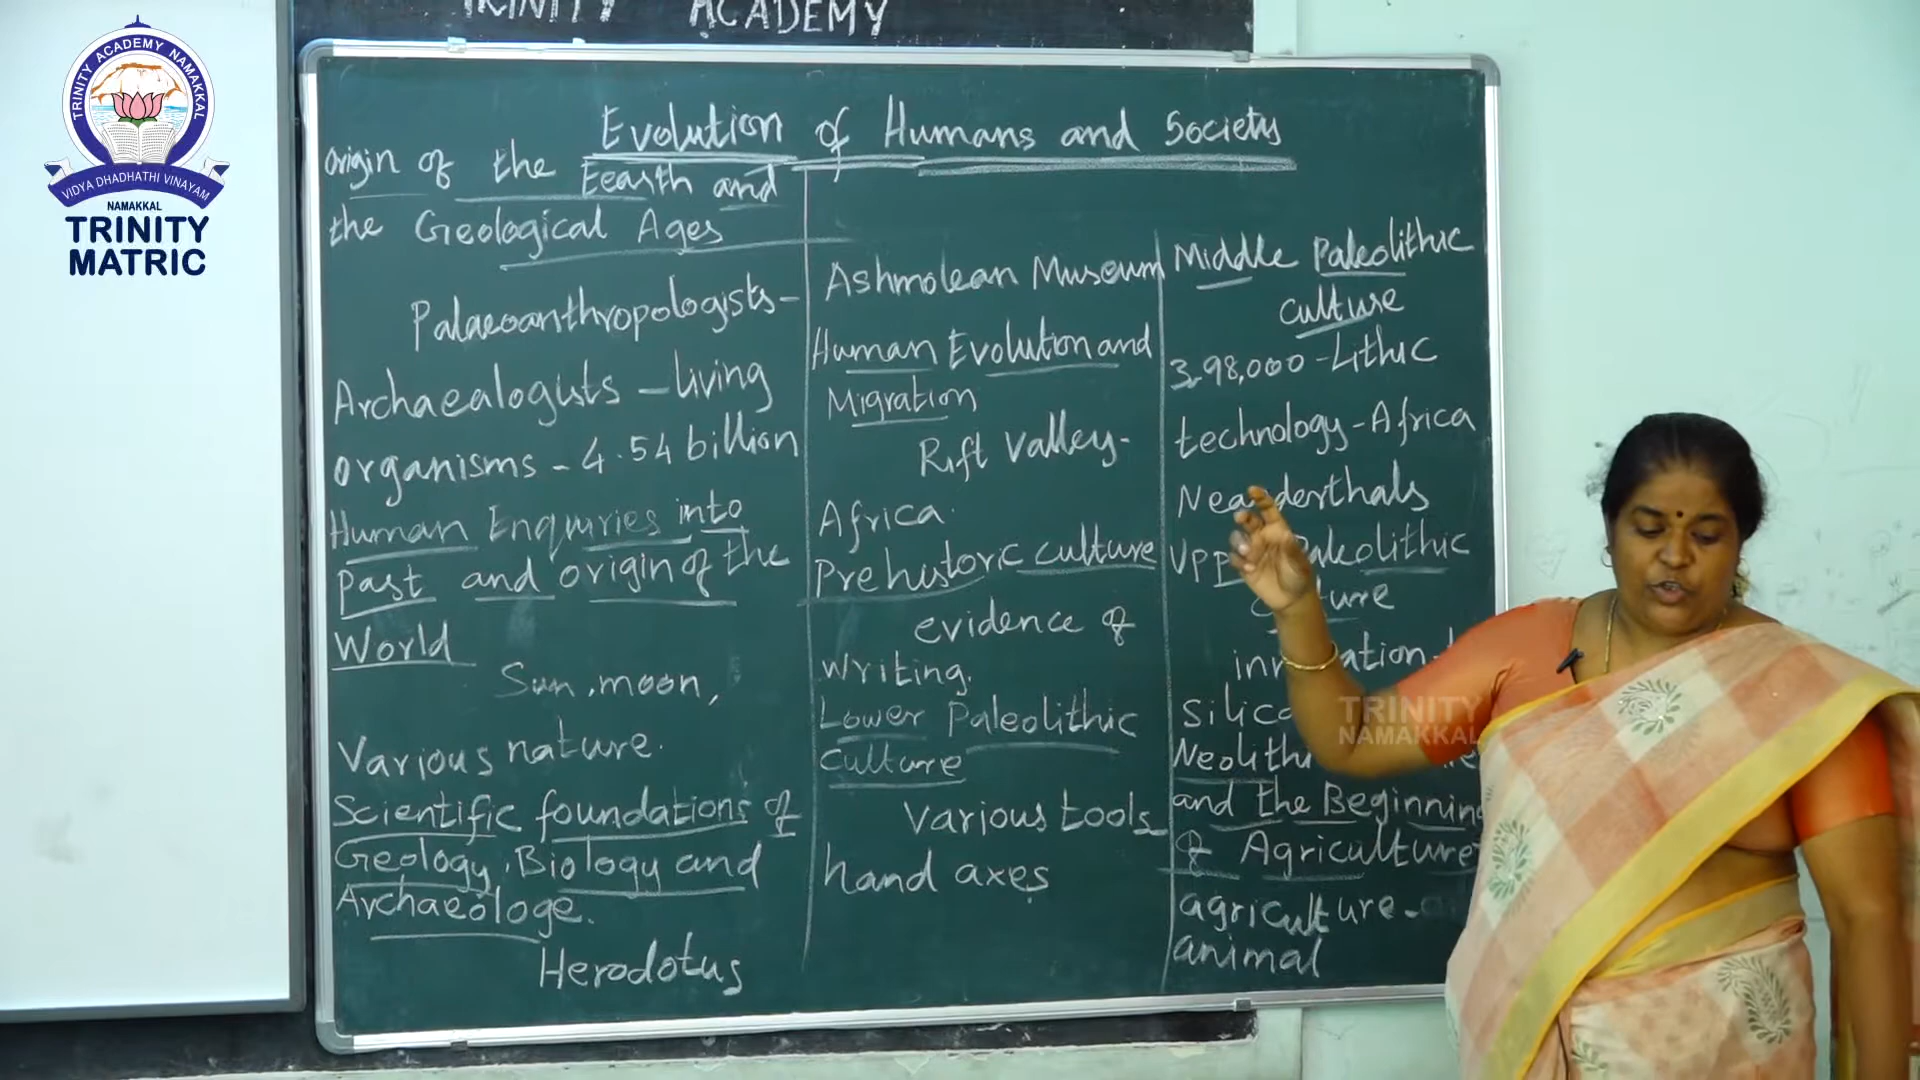 TRINITY ACADEMY
TRINITY ACADEMY NAMAKKAL
VIDYA DHADHATHI VINAYAM
NAMAKKAL
TRINITY
MATRIC
Evolution of Humans and Society
Origin of the Eearth and
the Geological Ages
Palaeoanthropologists-
Archaealogists - living
organisms - 4.54 billion
Human Enquiries into
Past and origin of the
World
Sun, moon,
Various nature.
Scientific foundations of
Geology, Biology and
Archaeologe.
Herodotus
Ashmolean Museum
Human Evolution and
Migration
Rift Valley-
Africa.
Prehistoric culture
evidence of
writing.
Lower Paleolithic
Culture
Various tools
hand axes
Middle Paleolithic
culture
3,98,000 - Lithic
technology - Africa
Neanderthals
Paleolithic
and the Beginning
of Agriculture
agriculture -
animal
TRINITY
NAMAKKAL